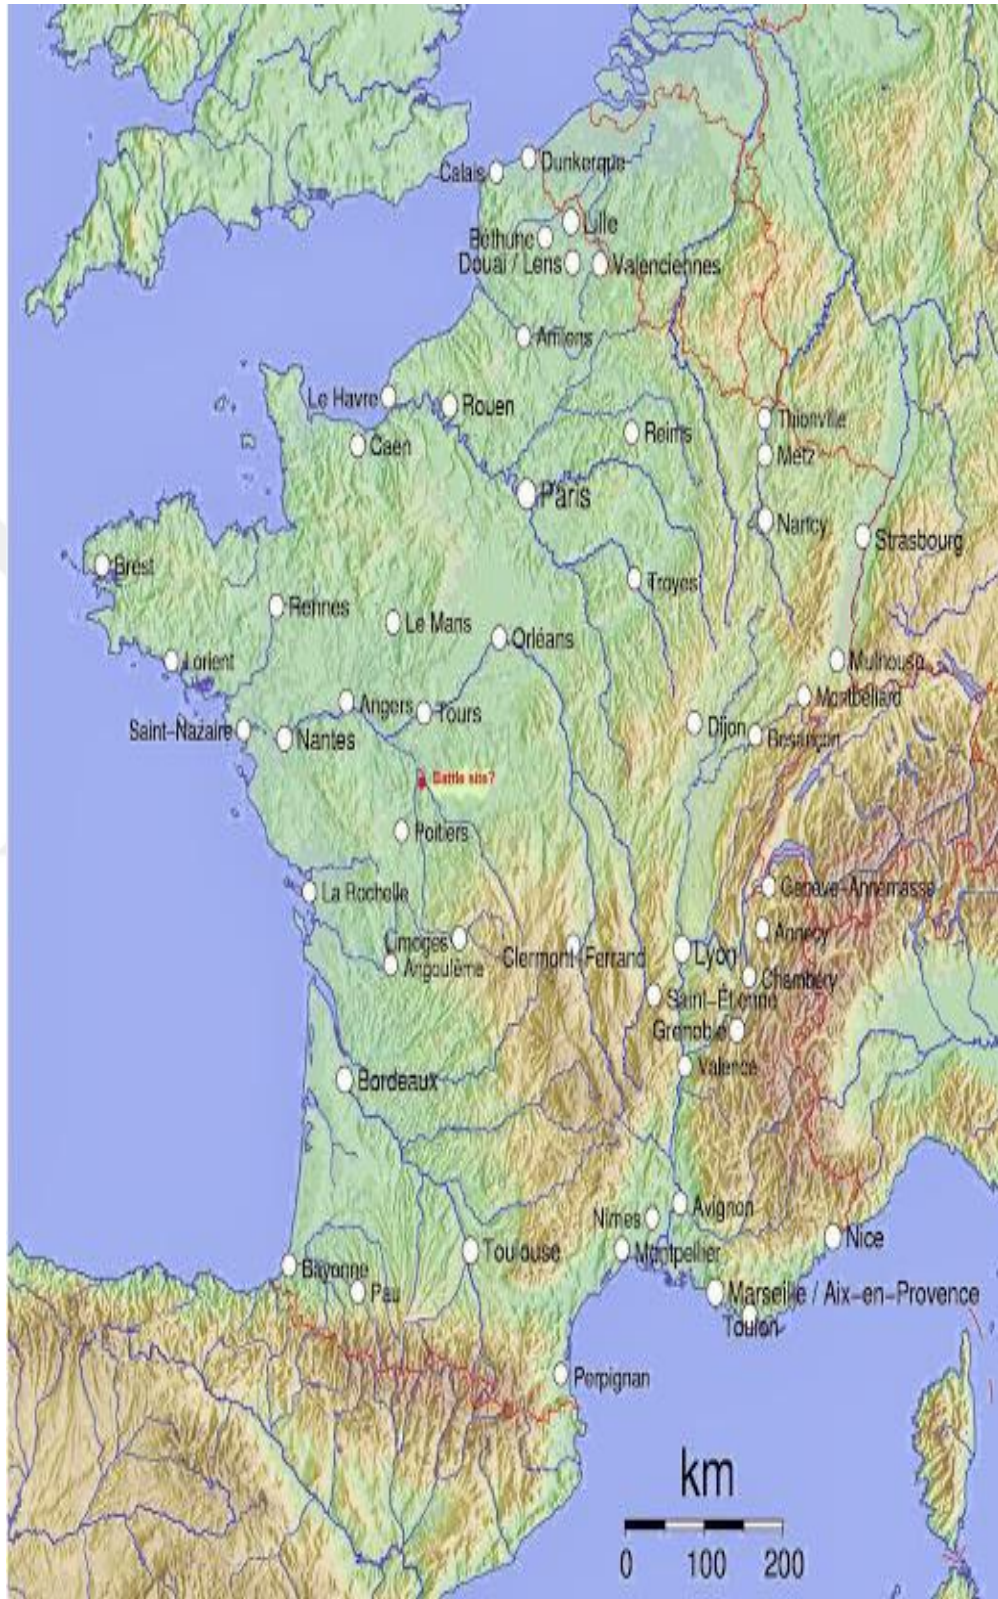 Dunkerque
Calais
Lille
Béthune
Douai / Lens
Valenciennes
Amiens
Le Havre
Rouen
Thionville
Reims
Caen
Metz
Paris
Nancy
Strasbourg
Brest
Troyes
Rennes
Le Mans
Orléans
Lorient
Mulhouse
Montbéliard
Angers
Tours
Saint-Nazaire
Nantes
Dijon
Besançon
Battle site?
Poitiers
La Rochelle
Genève-Annemasse
Annecy
Limoges
Clermont-Ferrand
Lyon
Angoulême
Chambéry
Saint-Étienne
Grenoble
Valence
Bordeaux
Avignon
Nîmes
Nice
Toulouse
Montpellier
Bayonne
Pau
Marseille / Aix-en-Provence
Toulon
Perpignan
km
0 100 200